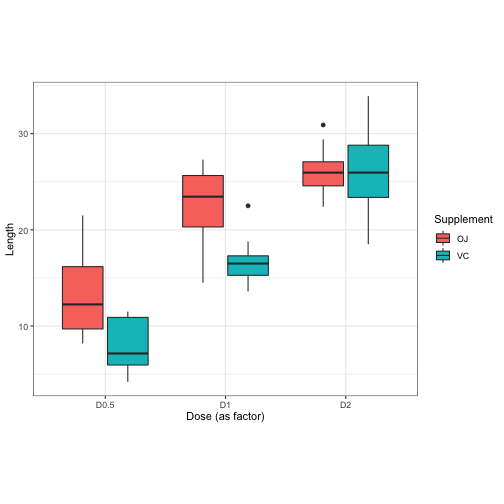 30
20
10
Length
D0.5
D1
D2
Dose (as factor)
Supplement
OJ
VC